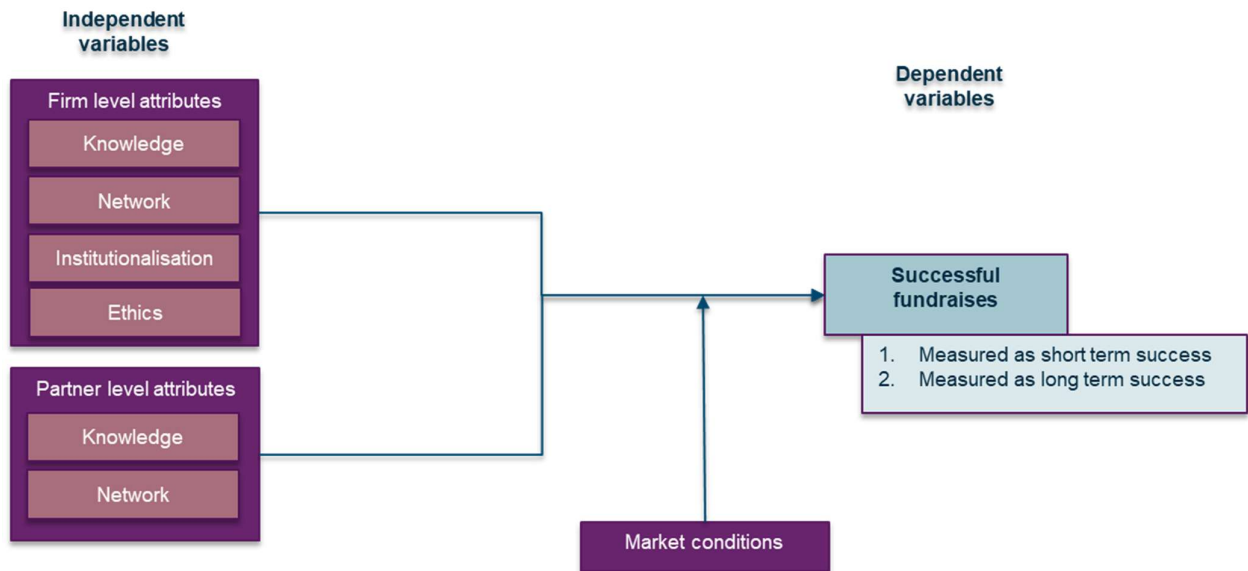 Independent
variables
Firm level attributes
Knowledge
Network
Institutionalisation
Ethics
Partner level attributes
Knowledge
Network
Market conditions
Dependent
variables
Successful
fundraises
1. Measured as short term success
2. Measured as long term success